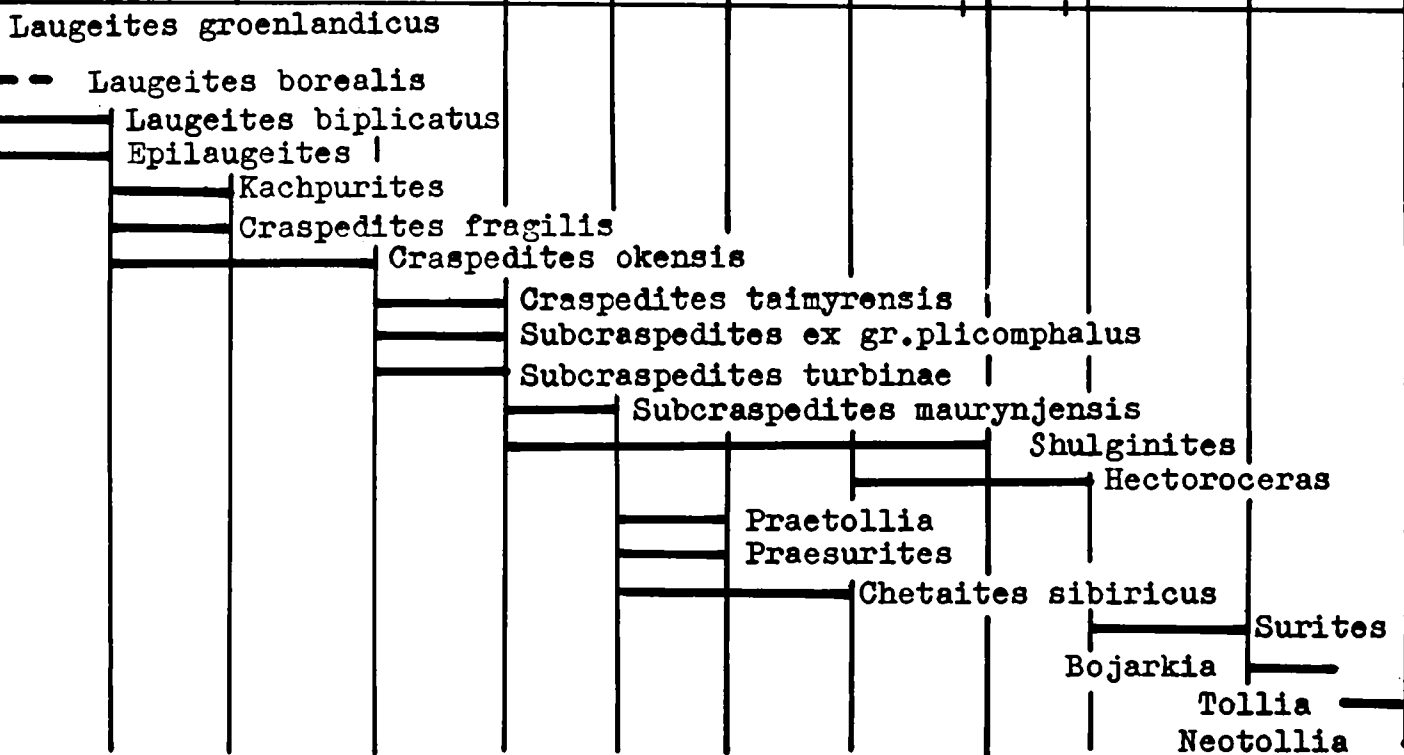 Laugeites groenlandicus
Laugeites borealis
Laugeites biplicatus
Epilaugeites
Kachpurites
Craspedites fragilis
Craspedites okensis
Craspedites taimyrensis
Subcraspedites ex gr.plicomphalus
Subcraspedites turbinae
Subcraspedites maurynjensis
Shulginites
Hectoroceras
Praetollia
Praesurites
Chetaites sibiricus
Surites
Bojarkia
Tollia
Neotollia